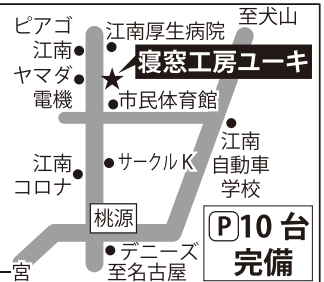 至犬山
ピアゴ
江南
江南厚生病院
ヤマダ
電機
★寝窓工房ユーキ
市民体育館
江南
自動車
学校
江南
コロナ
サークルK
桃源
P10台
完備
デニーズ
至名古屋
一宮